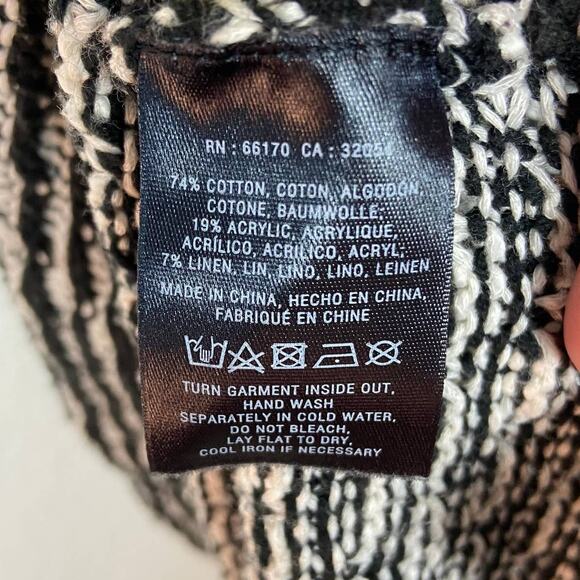 RN : 66170 CA :
74% COTTON, COTON, ALGODON,
COTONE, BAUMWOLLE;
19% ACRYLIC, ACRYLIQUE,
ACRÍLICO, ACRILICO, ACRYL;
7% LINEN, LIN, LINO, LINO, LEINEN
MADE IN CHINA, HECHO EN CHINA,
FABRIQUÉ EN CHINE
TURN GARMENT INSIDE OUT,
HAND WASH
SEPARATELY IN COLD WATER,
DO NOT BLEACH,
LAY FLAT TO DRY,
COOL IRON IF NECESSARY